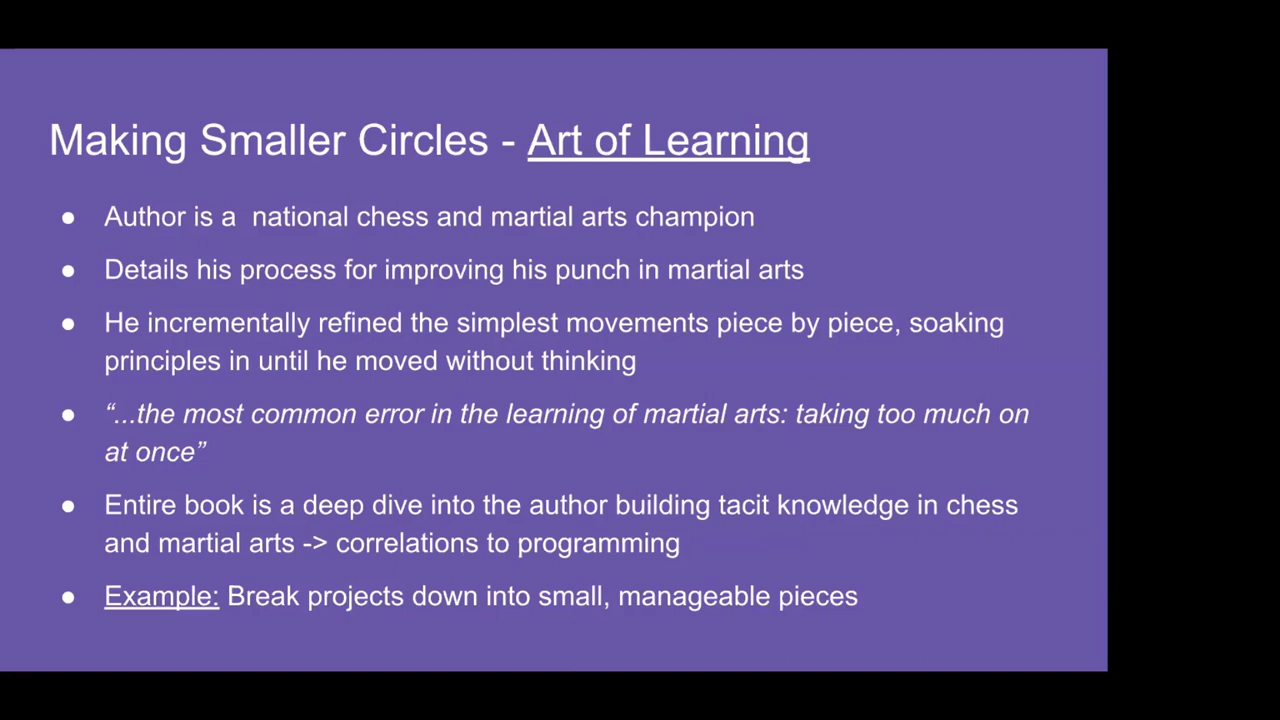 Making Smaller Circles - Art of Learning
● Author is a  national chess and martial arts champion
● Details his process for improving his punch in martial arts
● He incrementally refined the simplest movements piece by piece, soaking
principles in until he moved without thinking
● “...the most common error in the learning of martial arts: taking too much on
at once”
● Entire book is a deep dive into the author building tacit knowledge in chess
and martial arts -> correlations to programming
● Example: Break projects down into small, manageable pieces